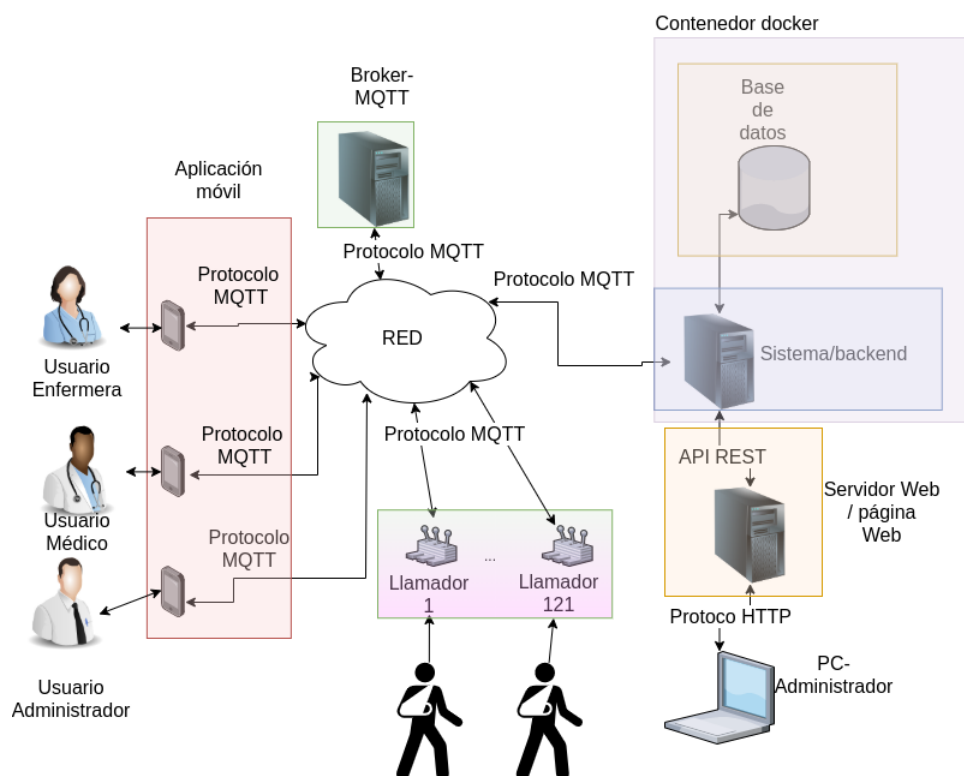 Contenedor docker
Broker-
MQTT
Base
de
datos
Aplicación
móvil
Protocolo MQTT
Protocolo
MQTT
Protocolo MQTT
RED
Sistema/backend
Usuario
Enfermera
Protocolo
MQTT
Protocolo MQTT
API REST
Servidor Web
/ página
Web
Usuario
Médico
Protocolo
MQTT
Llamador
1
...
Llamador
121
Protoco HTTP
PC-
Administrador
Usuario
Administrador